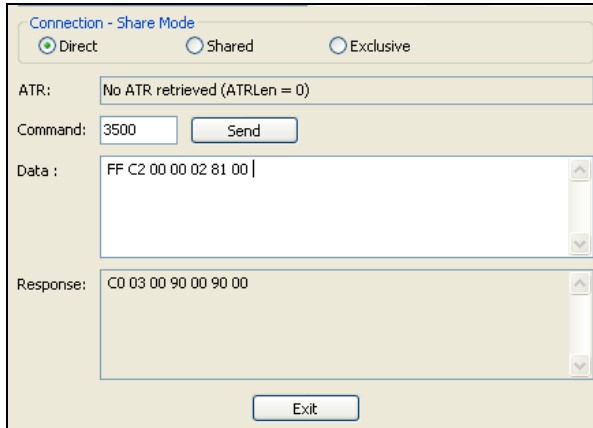 Connection - Share Mode
Direct Shared Exclusive
ATR: No ATR retrieved (ATRLen = 0)
Command: 3500 Send
Data : FF C2 00 00 02 81 00
Response: C0 03 00 90 00 90 00
Exit